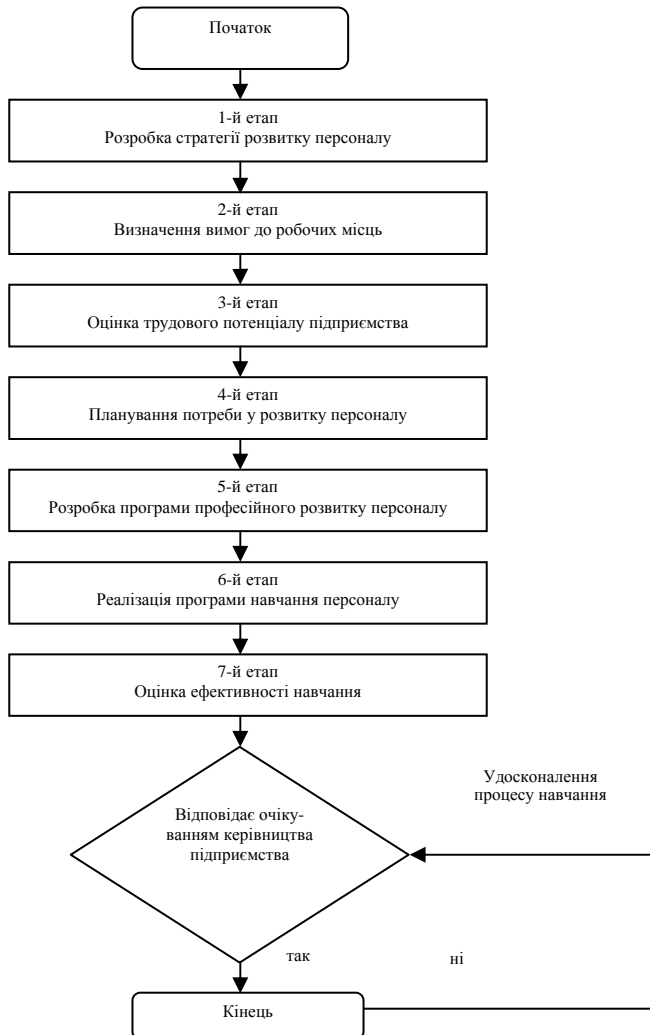 Початок
1-й етап
Розробка стратегії розвитку персоналу
2-й етап
Визначення вимог до робочих місць
3-й етап
Оцінка трудового потенціалу підприємства
4-й етап
Планування потреби у розвитку персоналу
5-й етап
Розробка програми професійного розвитку персоналу
6-й етап
Реалізація програми навчання персоналу
7-й етап
Оцінка ефективності навчання
Удосконалення
процесу навчання
Відповідає очіку-
ванням керівництва
підприємства
так
ні
Кінець